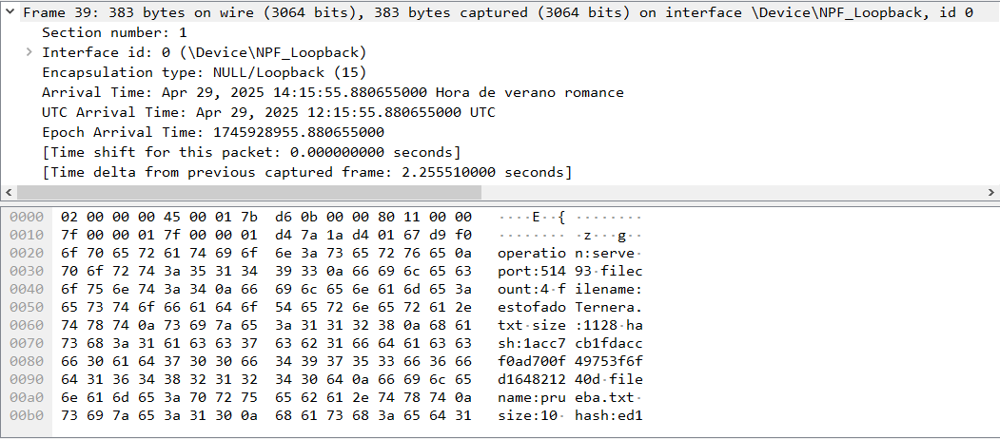 Frame 39: 383 bytes on wire (3064 bits), 383 bytes captured (3064 bits) on interface \Device\NPF_Loopback, id 0
Section number: 1
Interface id: 0 (\Device\NPF_Loopback)
Encapsulation type: NULL/Loopback (15)
Arrival Time: Apr 29, 2025 14:15:55.880655000 Hora de verano romance
UTC Arrival Time: Apr 29, 2025 12:15:55.880655000 UTC
Epoch Arrival Time: 1745928955.880655000
[Time shift for this packet: 0.000000000 seconds]
[Time delta from previous captured frame: 2.255510000 seconds]
0000 02 00 00 00 45 00 01 7b d6 0b 00 00 80 11 00 00 ····E··{ ········
0010 7f 00 00 01 7f 00 00 01 d4 7a 1a d4 01 67 d9 f0 ········ ·z···g··
0020 6f 70 65 72 61 74 69 6f 6e 3a 73 65 72 76 65 0a operatio n:serve·
0030 70 6f 72 74 3a 35 31 34 39 33 0a 66 69 6c 65 63 port:514 93·filec
0040 6f 75 6e 74 3a 34 0a 66 69 6c 65 6e 61 6d 65 3a ount:4·f ilename:
0050 65 73 74 6f 66 61 64 6f 54 65 72 6e 65 72 61 2e estofado Ternera.
0060 74 78 74 0a 73 69 7a 65 3a 31 31 32 38 0a 68 61 txt·size :1128·ha
0070 73 68 3a 31 61 63 63 37 63 62 31 66 64 61 63 63 sh:1acc7 cb1fdacc
0080 66 30 61 64 37 30 30 66 34 39 37 35 33 66 36 66 f0ad700f 49753f6f
0090 64 31 36 34 38 32 31 32 34 30 64 0a 66 69 6c 65 d1648212 40d·file
00a0 6e 61 6d 65 3a 70 72 75 65 62 61 2e 74 78 74 0a name:pru eba.txt·
00b0 73 69 7a 65 3a 31 30 0a 68 61 73 68 3a 65 64 31 size:10· hash:ed1